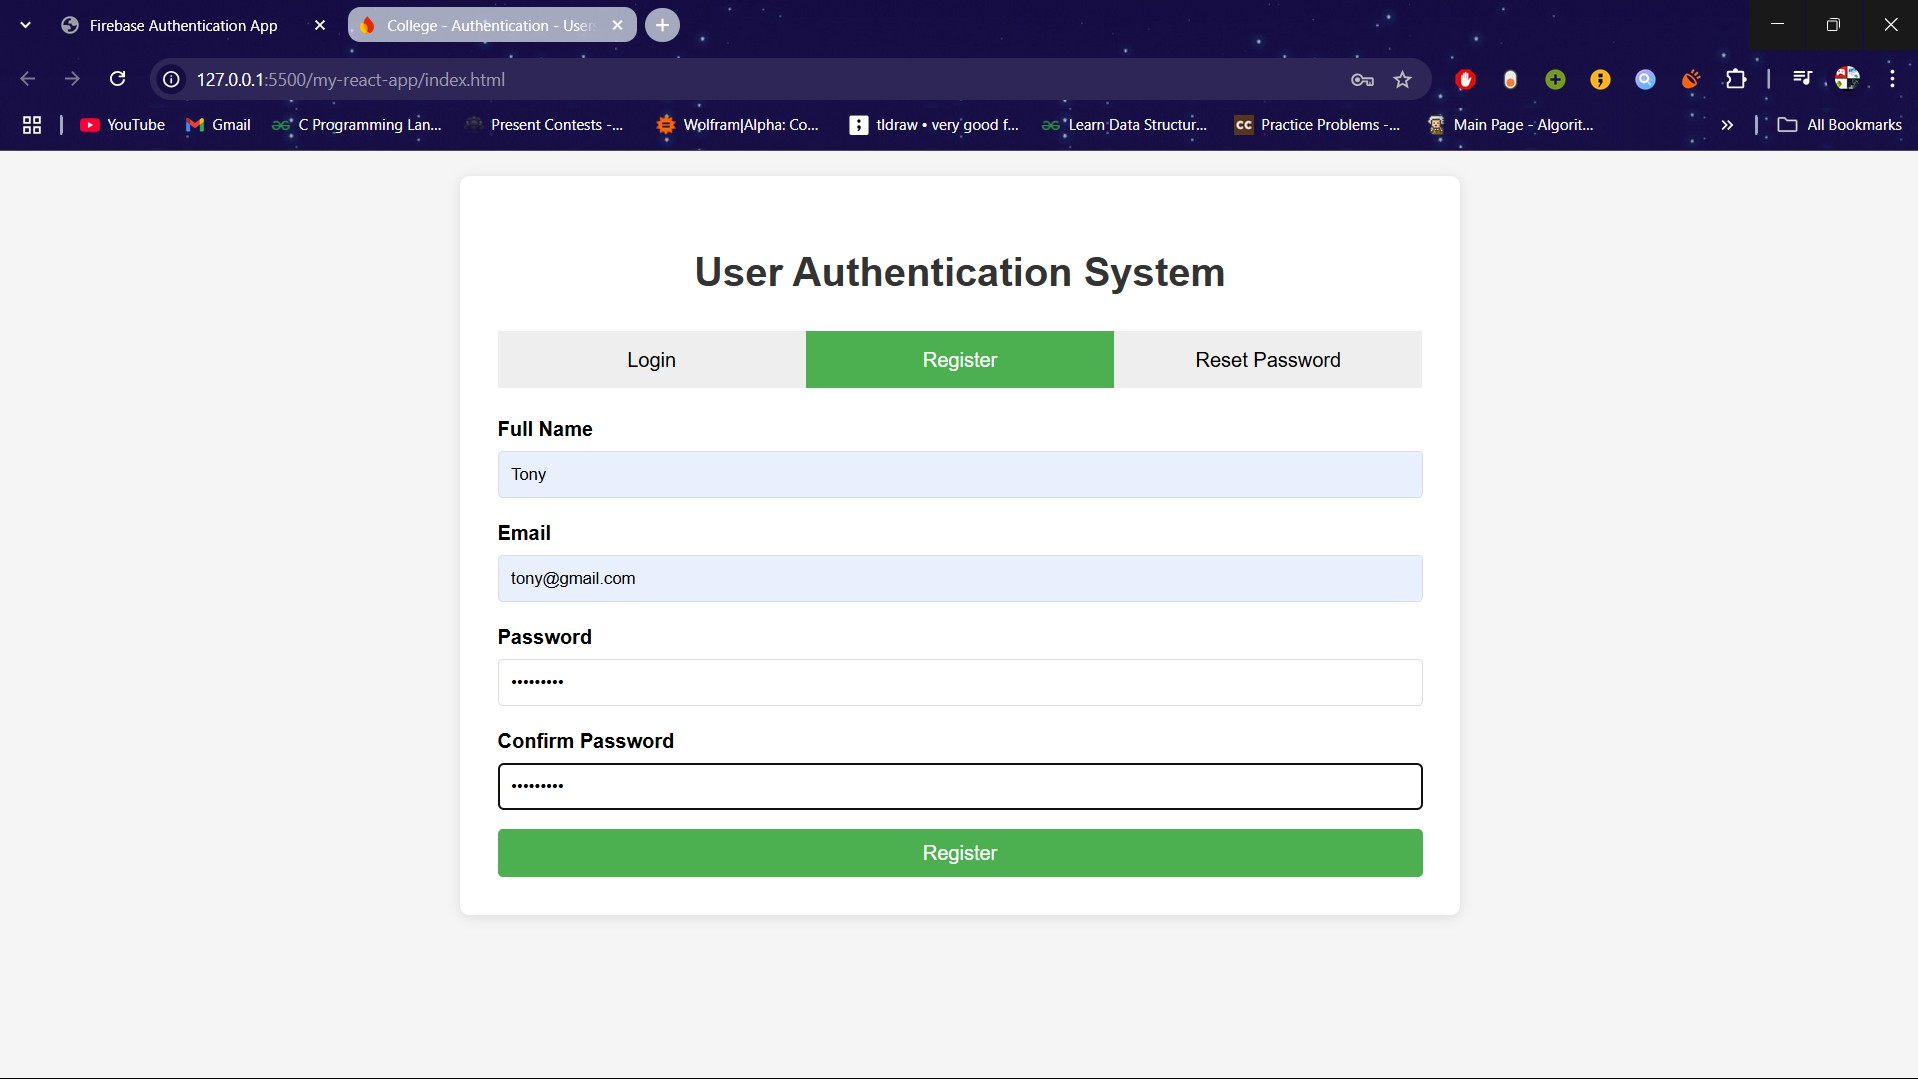 Firebase Authentication App
College - Authentication - User
127.0.0.1:5500/my-react-app/index.html
YouTube
Gmail
C Programming Lan...
Present Contests -...
Wolfram|Alpha: Co...
tldraw • very good f...
Learn Data Structur...
CC Practice Problems -...
Main Page - Algorit...
All Bookmarks
User Authentication System
Login
Register
Reset Password
Full Name
Tony
Email
tony@gmail.com
Password
•••••••••
Confirm Password
•••••••••
Register